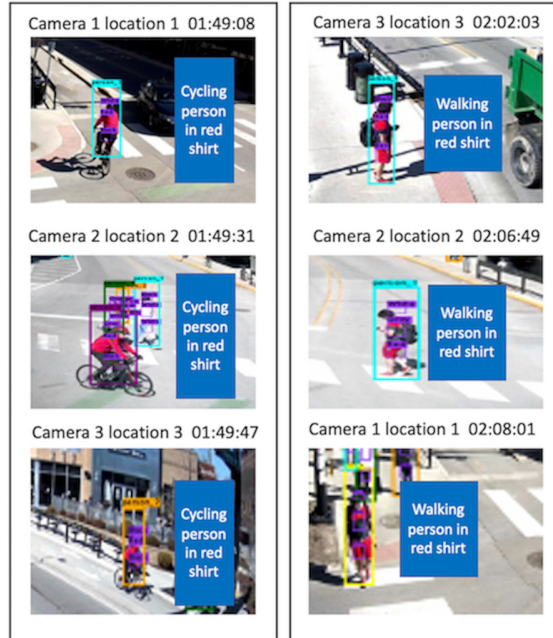 Camera 1 location 1 01:49:08
Cycling
person
in red
shirt
Camera 2 location 2 01:49:31
Cycling
person
in red
shirt
Camera 3 location 3 01:49:47
Cycling
person
in red
shirt
Camera 3 location 3 02:02:03
Walking
person in
red shirt
Camera 2 location 2 02:06:49
Walking
person in
red shirt
Camera 1 location 1 02:08:01
Walking
person in
red shirt